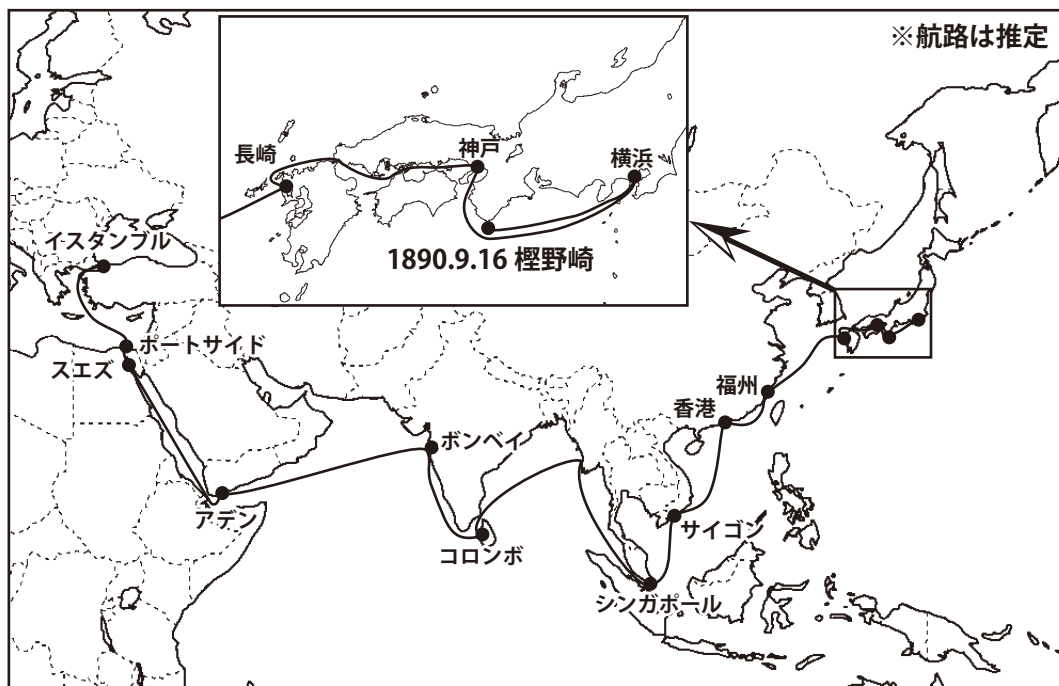 ※航路は推定
長崎
神戸
横浜
1890.9.16 樫野崎
イスタンブル
ポートサイド
スエズ
アデン
ボンベイ
コロンボ
シンガポール
サイゴン
香港
福州